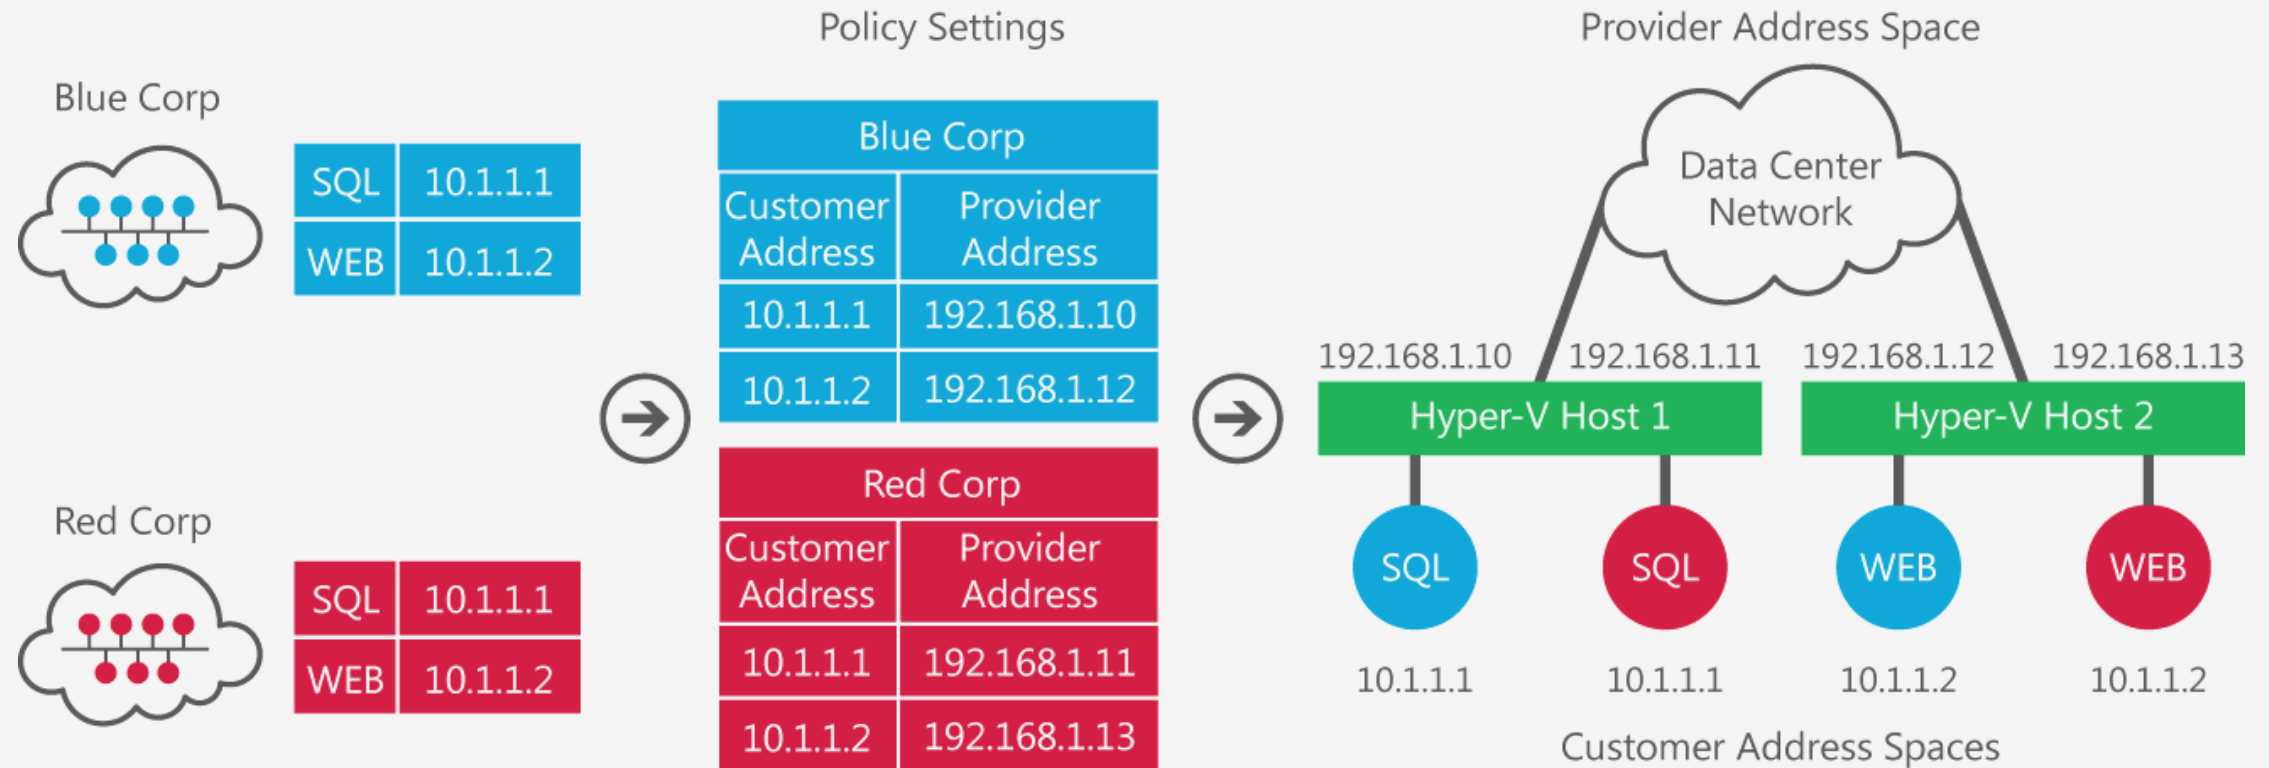 Blue Corp
SQL 10.1.1.1
WEB 10.1.1.2
Red Corp
SQL 10.1.1.1
WEB 10.1.1.2
Policy Settings
Blue Corp
Customer Address Provider Address
10.1.1.1 192.168.1.10
10.1.1.2 192.168.1.12
Red Corp
Customer Address Provider Address
10.1.1.1 192.168.1.11
10.1.1.2 192.168.1.13
Provider Address Space
Data Center
Network
192.168.1.10 192.168.1.11 192.168.1.12 192.168.1.13
Hyper-V Host 1 Hyper-V Host 2
SQL SQL WEB WEB
10.1.1.1 10.1.1.1 10.1.1.2 10.1.1.2
Customer Address Spaces